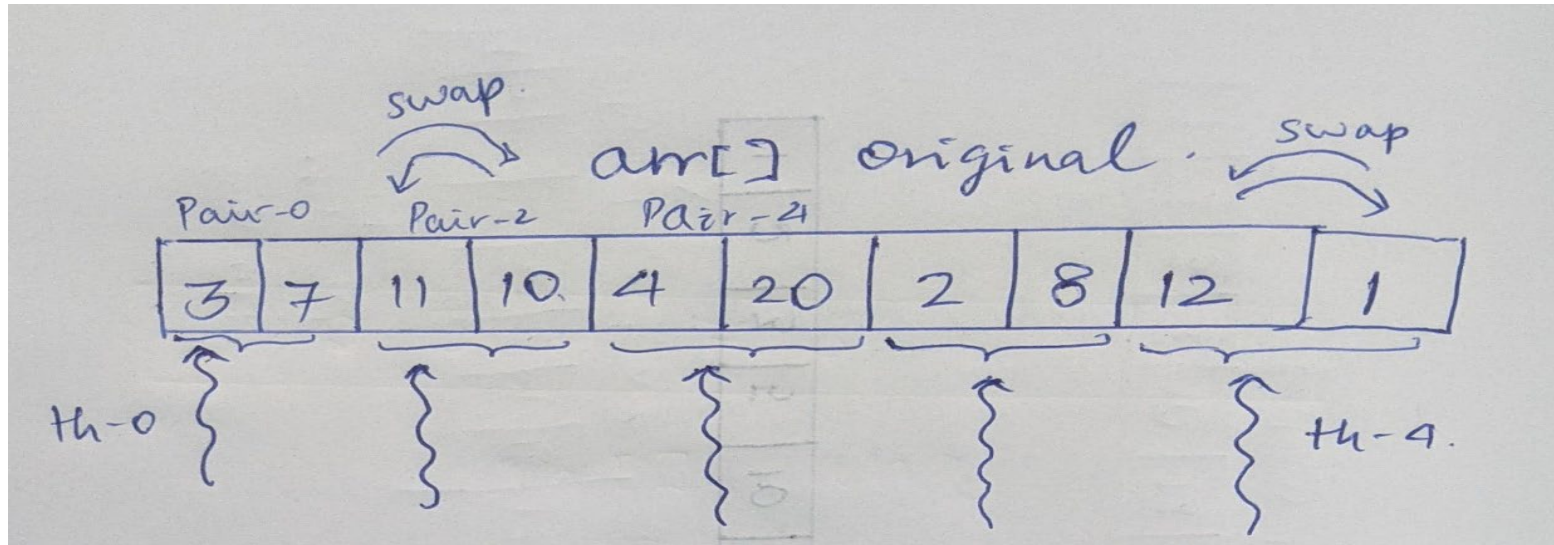 swap.
arr[] original.
swap
Pair-0 Pair-2 Pair-4
3 7 11 10. 4 20 2 8 12 1
th-0 th-4.